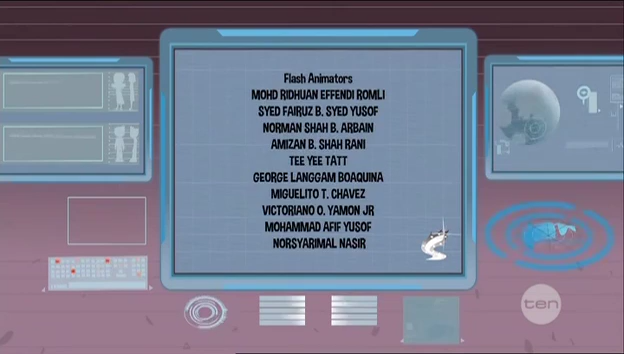 Flash Animators
MOHD RIDHUAN EFFENDI ROMLI
SYED FAIRUZ B. SYED YUSOF
NORMAN SHAH B. ARBAIN
AMIZAN B. SHAH RANI
TEE YEE TATT
GEORGE LANGGAM BOAQUINA
MIGUELITO T. CHAVEZ
VICTORIANO O. YAMON JR
MOHAMMAD AFIF YUSOF
NORSYARIMAL NASIR
ten